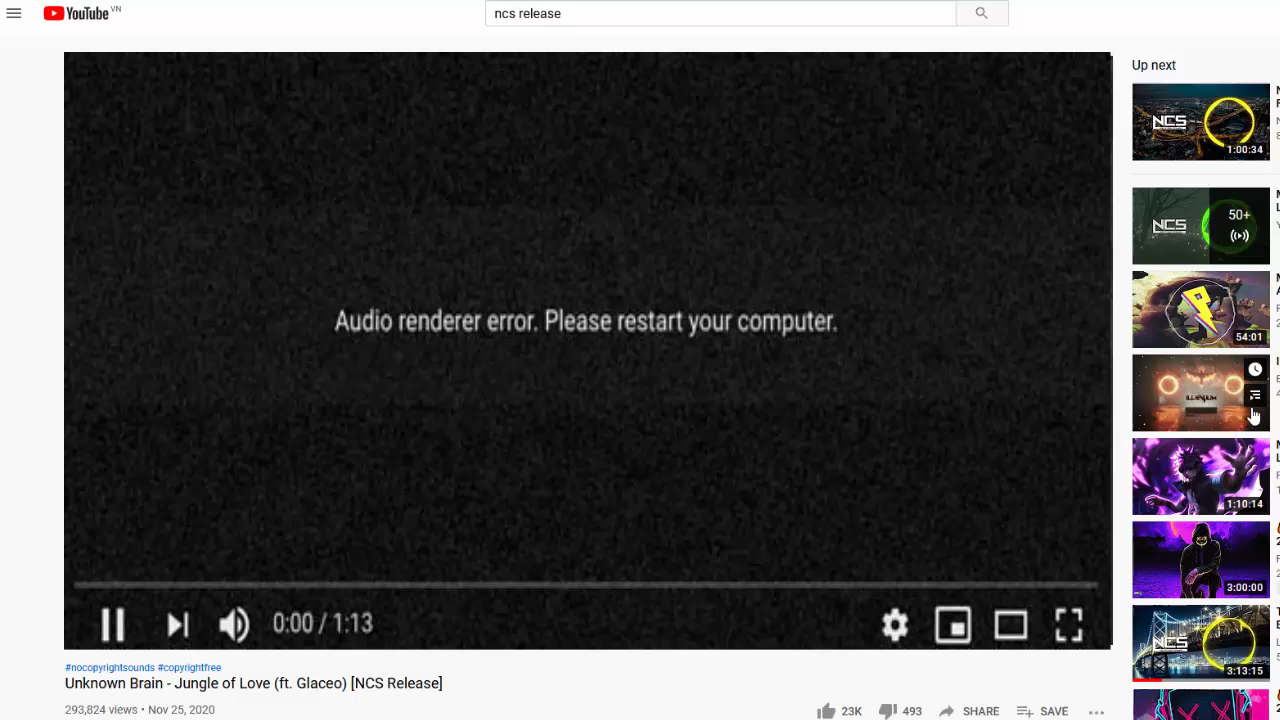 YouTube VN
ncs release
Up next
NCS
1:00:34
NCS
50+
54:01
ILLENIUM
1:10:14
3:00:00
NCS
3:13:15
Audio renderer error. Please restart your computer.
0:00 / 1:13
#nocopyrightsounds #copyrightfree
Unknown Brain - Jungle of Love (ft. Glaceo) [NCS Release]
293,824 views • Nov 25, 2020
23K
493
SHARE
SAVE